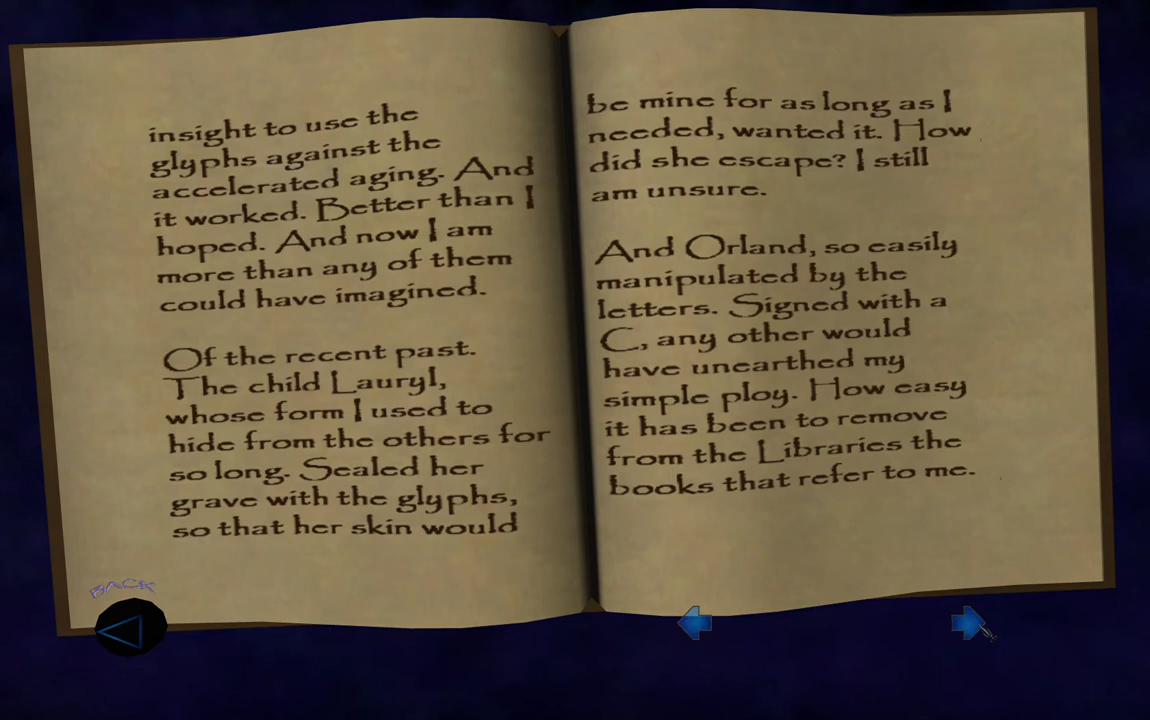 insight to use the
glyphs against the
accelerated aging. And
it worked. Better than I
hoped. And now I am
more than any of them
could have imagined.
Of the recent past.
The child Lauryl,
whose form I used to
hide from the others for
so long. Sealed her
grave with the glyphs,
so that her skin would
be mine for as long as I
needed, wanted it. How
did she escape? I still
am unsure.
And Orland, so easily
manipulated by the
letters. Signed with a
C, any other would
have unearthed my
simple ploy. How easy
it has been to remove
from the Libraries the
books that refer to me.
BACK